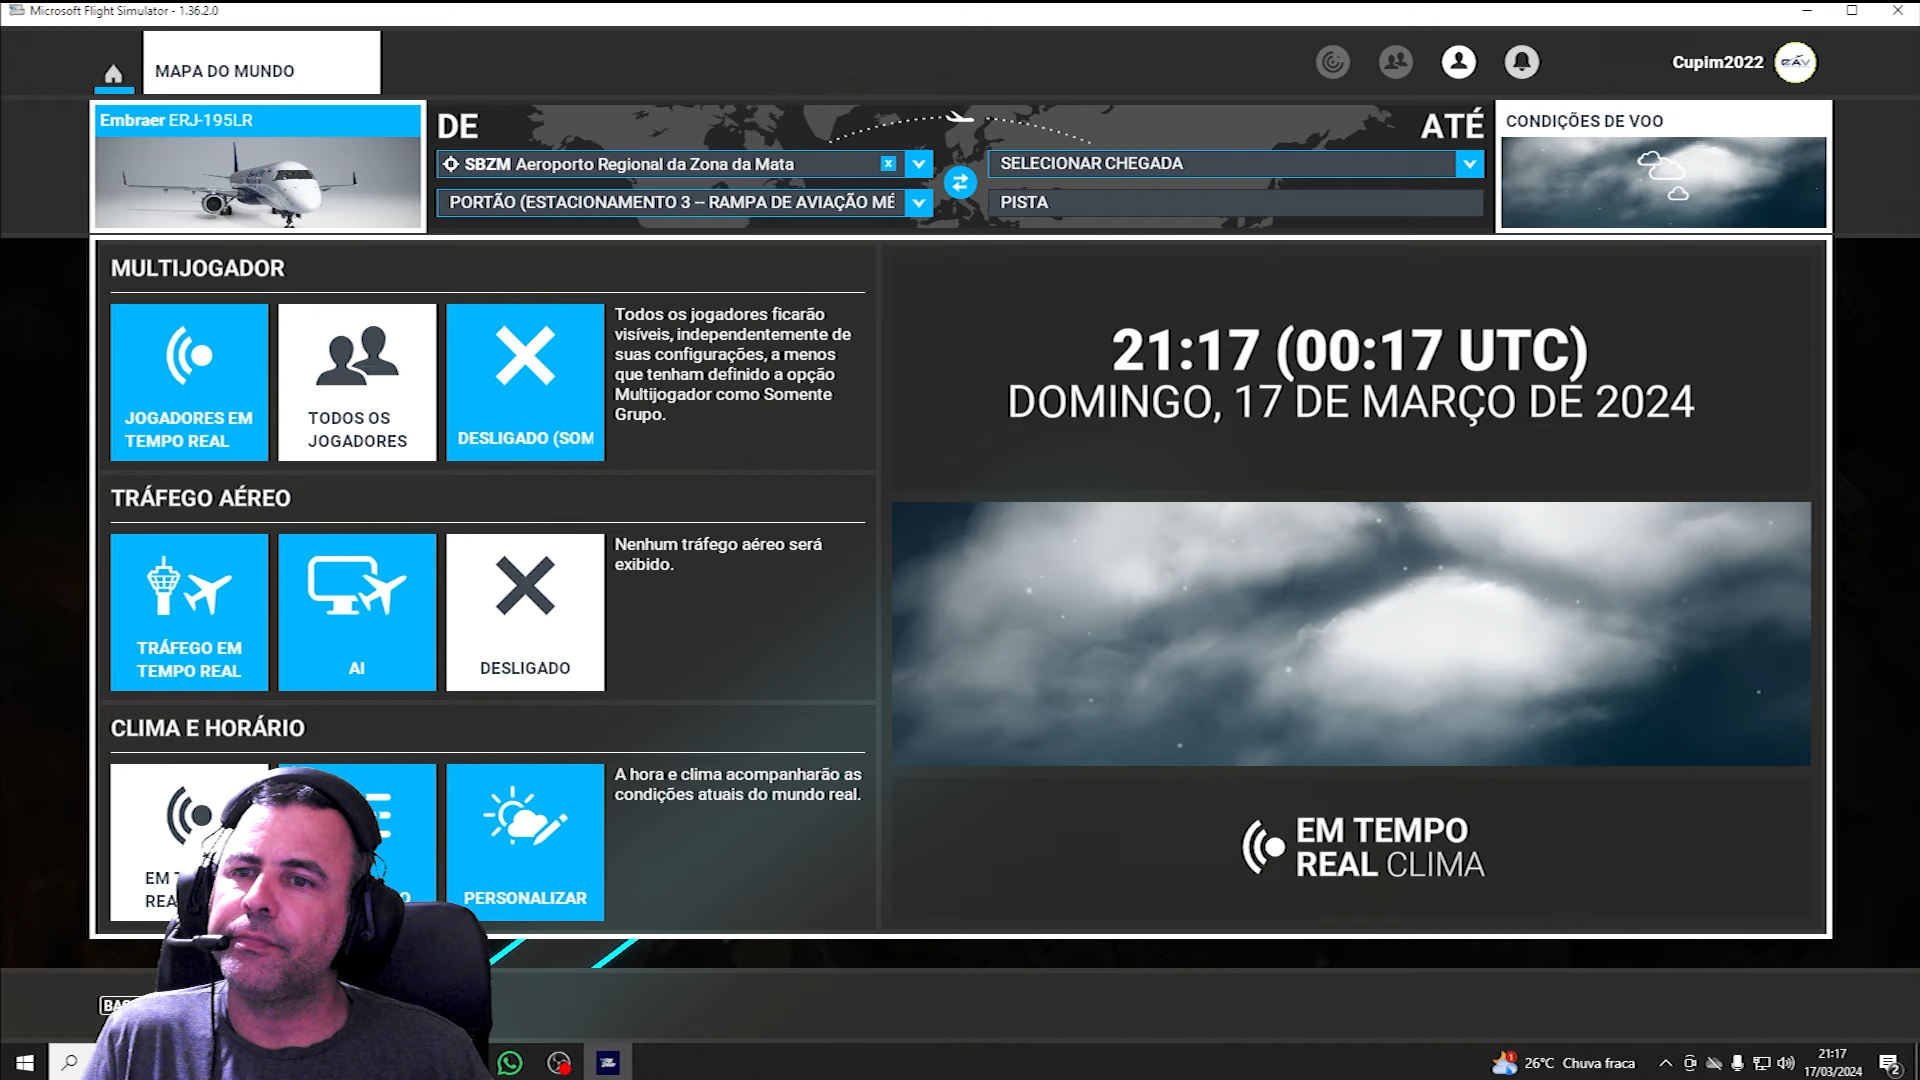 Microsoft Flight Simulator - 1.36.2.0
MAPA DO MUNDO
Cupim2022
Embraer ERJ-195LR
DE
ATÉ
CONDIÇÕES DE VOO
SBZM Aeroporto Regional da Zona da Mata
SELECIONAR CHEGADA
PORTÃO (ESTACIONAMENTO 3 – RAMPA DE AVIAÇÃO MÉ
PISTA
MULTIJOGADOR
JOGADORES EM
TEMPO REAL
TODOS OS
JOGADORES
DESLIGADO (SOM
Todos os jogadores ficarão
visíveis, independentemente de
suas configurações, a menos
que tenham definido a opção
Multijogador como Somente
Grupo.
21:17 (00:17 UTC)
DOMINGO, 17 DE MARÇO DE 2024
TRÁFEGO AÉREO
TRÁFEGO EM
TEMPO REAL
AI
DESLIGADO
Nenhum tráfego aéreo será
exibido.
CLIMA E HORÁRIO
EM T
REA
PERSONALIZAR
A hora e clima acompanharão as
condições atuais do mundo real.
EM TEMPO
REAL CLIMA
26°C Chuva fraca
21:17
17/03/2024
2